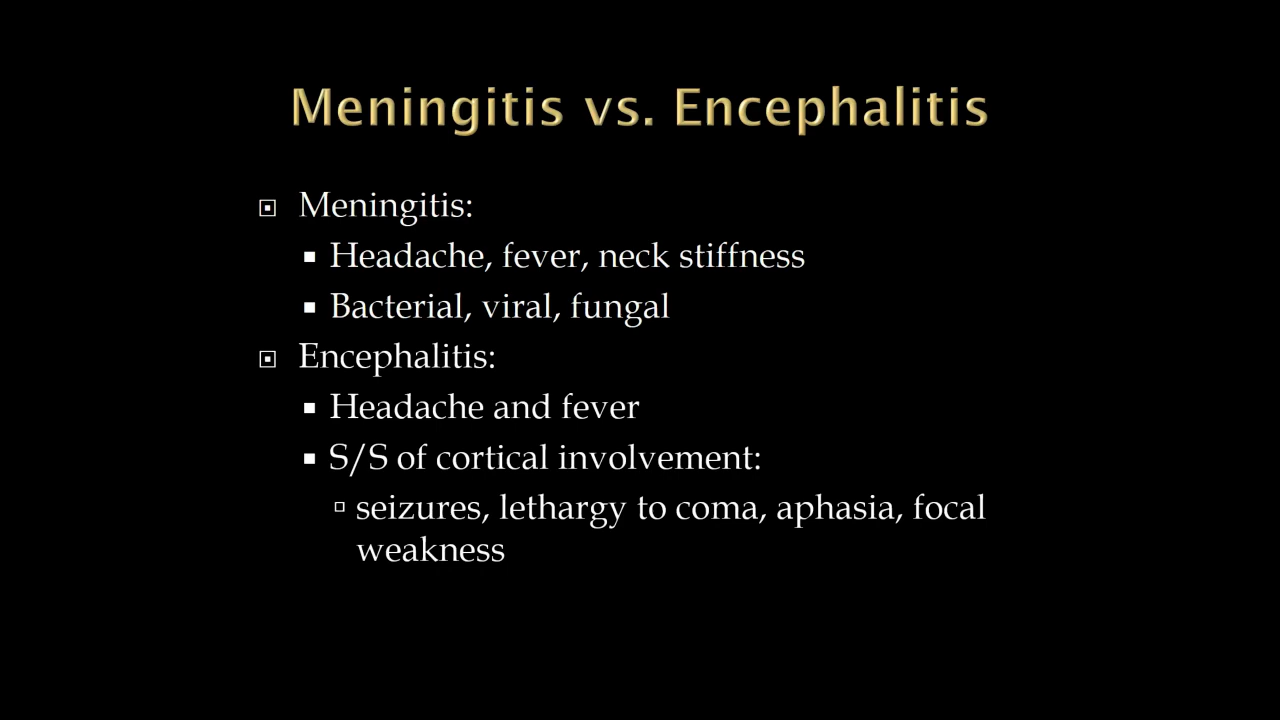 Meningitis vs. Encephalitis
Meningitis:
Headache, fever, neck stiffness
Bacterial, viral, fungal
Encephalitis:
Headache and fever
S/S of cortical involvement:
seizures, lethargy to coma, aphasia, focal
weakness